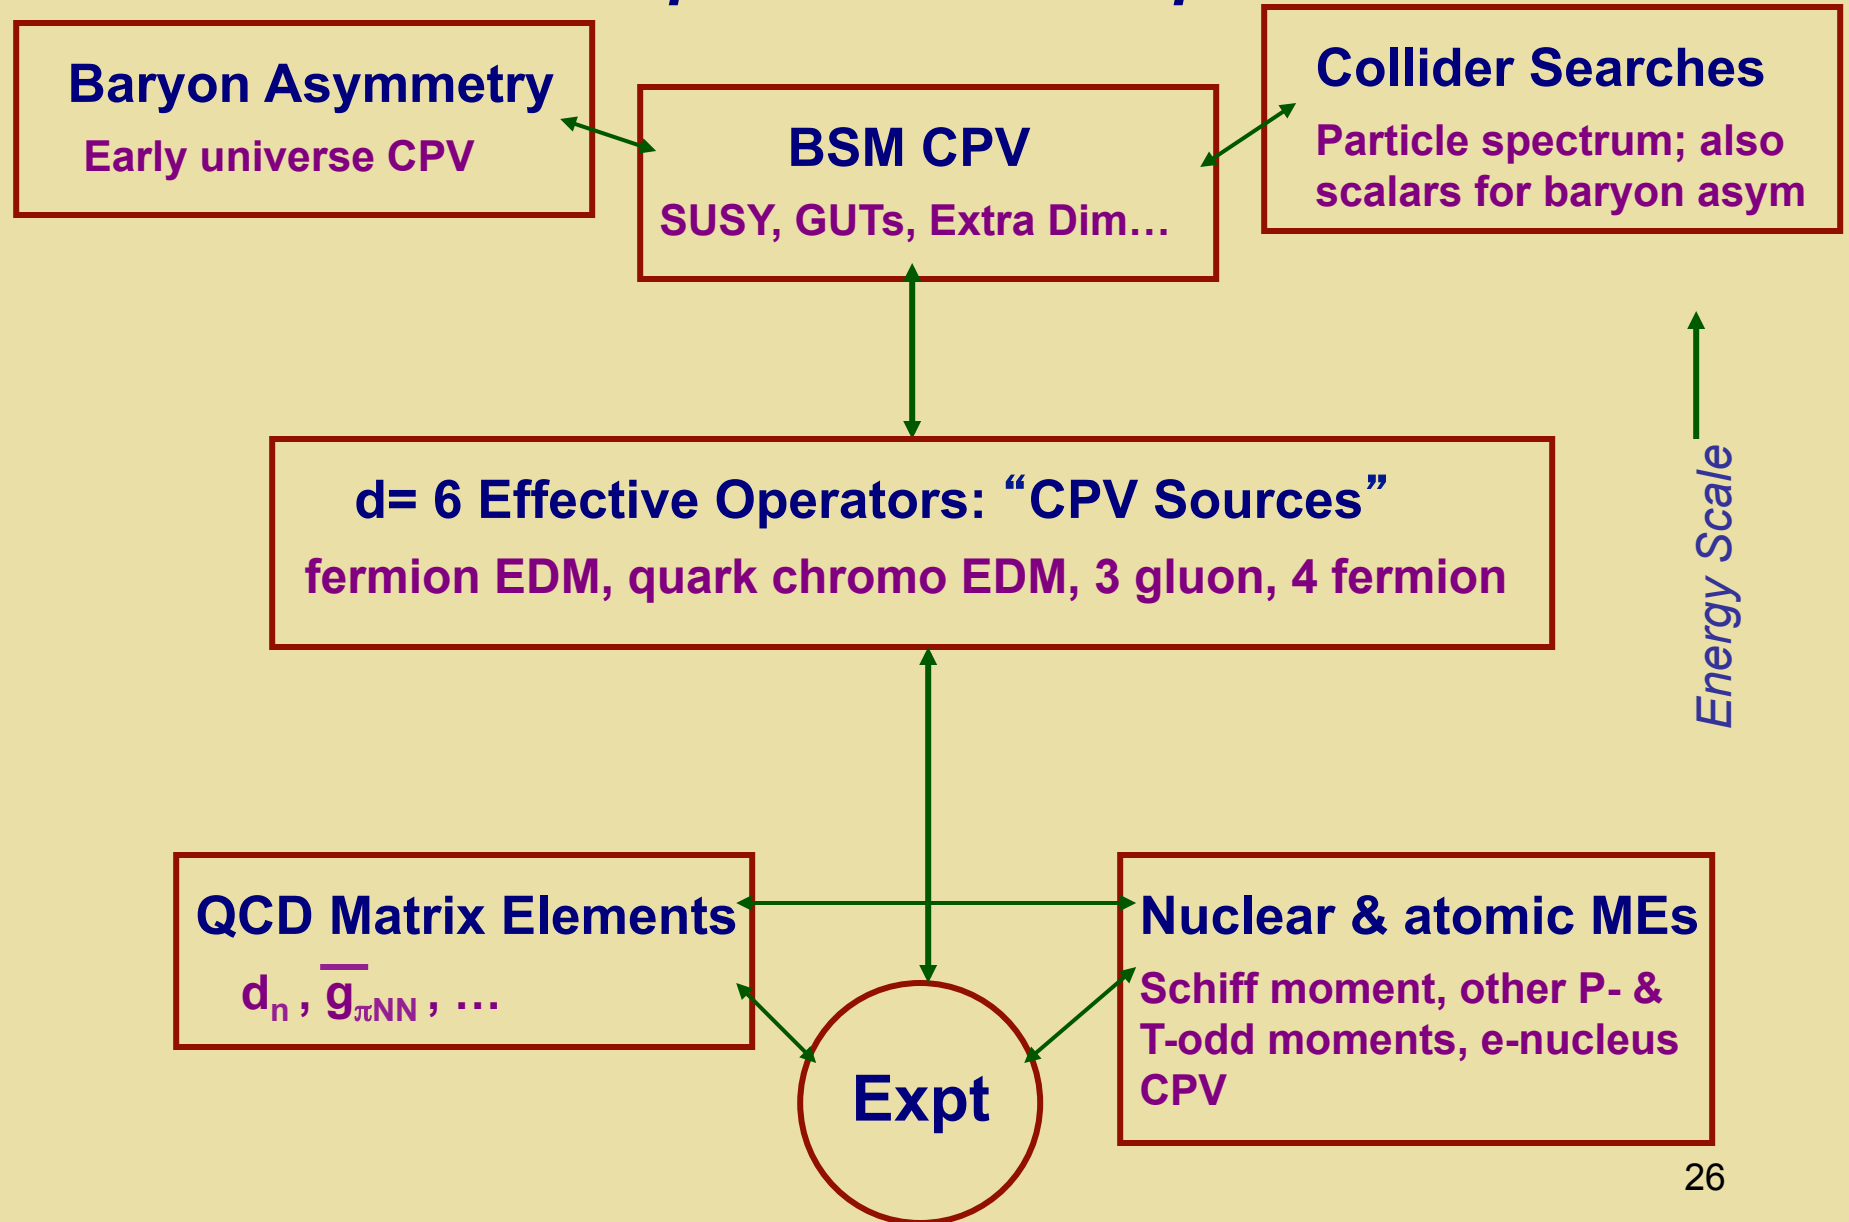 Baryon Asymmetry
Early universe CPV
BSM CPV
SUSY, GUTs, Extra Dim…
Collider Searches
Particle spectrum; also
scalars for baryon asym
d= 6 Effective Operators: “CPV Sources”
fermion EDM, quark chromo EDM, 3 gluon, 4 fermion
Energy Scale
QCD Matrix Elements
dₙ , g̅πNN , …
Nuclear & atomic MEs
Schiff moment, other P- &
T-odd moments, e-nucleus
CPV
Expt
26